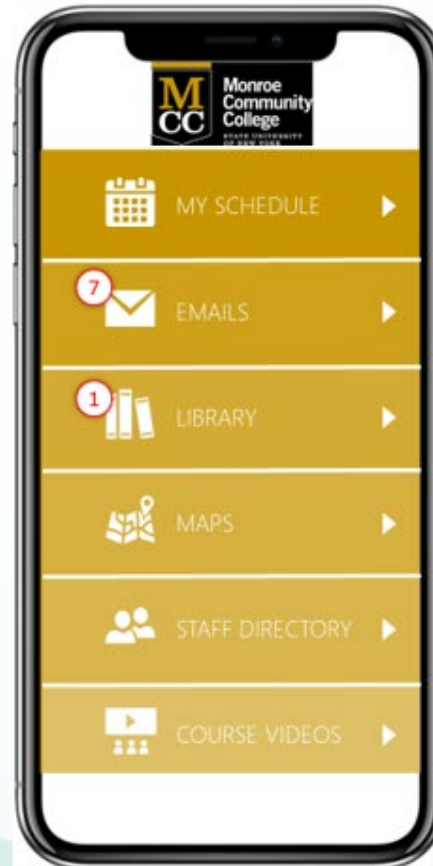 M
CC
Monroe
Community
College
STATE UNIVERSITY
OF NEW YORK
MY SCHEDULE
7
EMAILS
1
LIBRARY
MAPS
STAFF DIRECTORY
COURSE VIDEOS